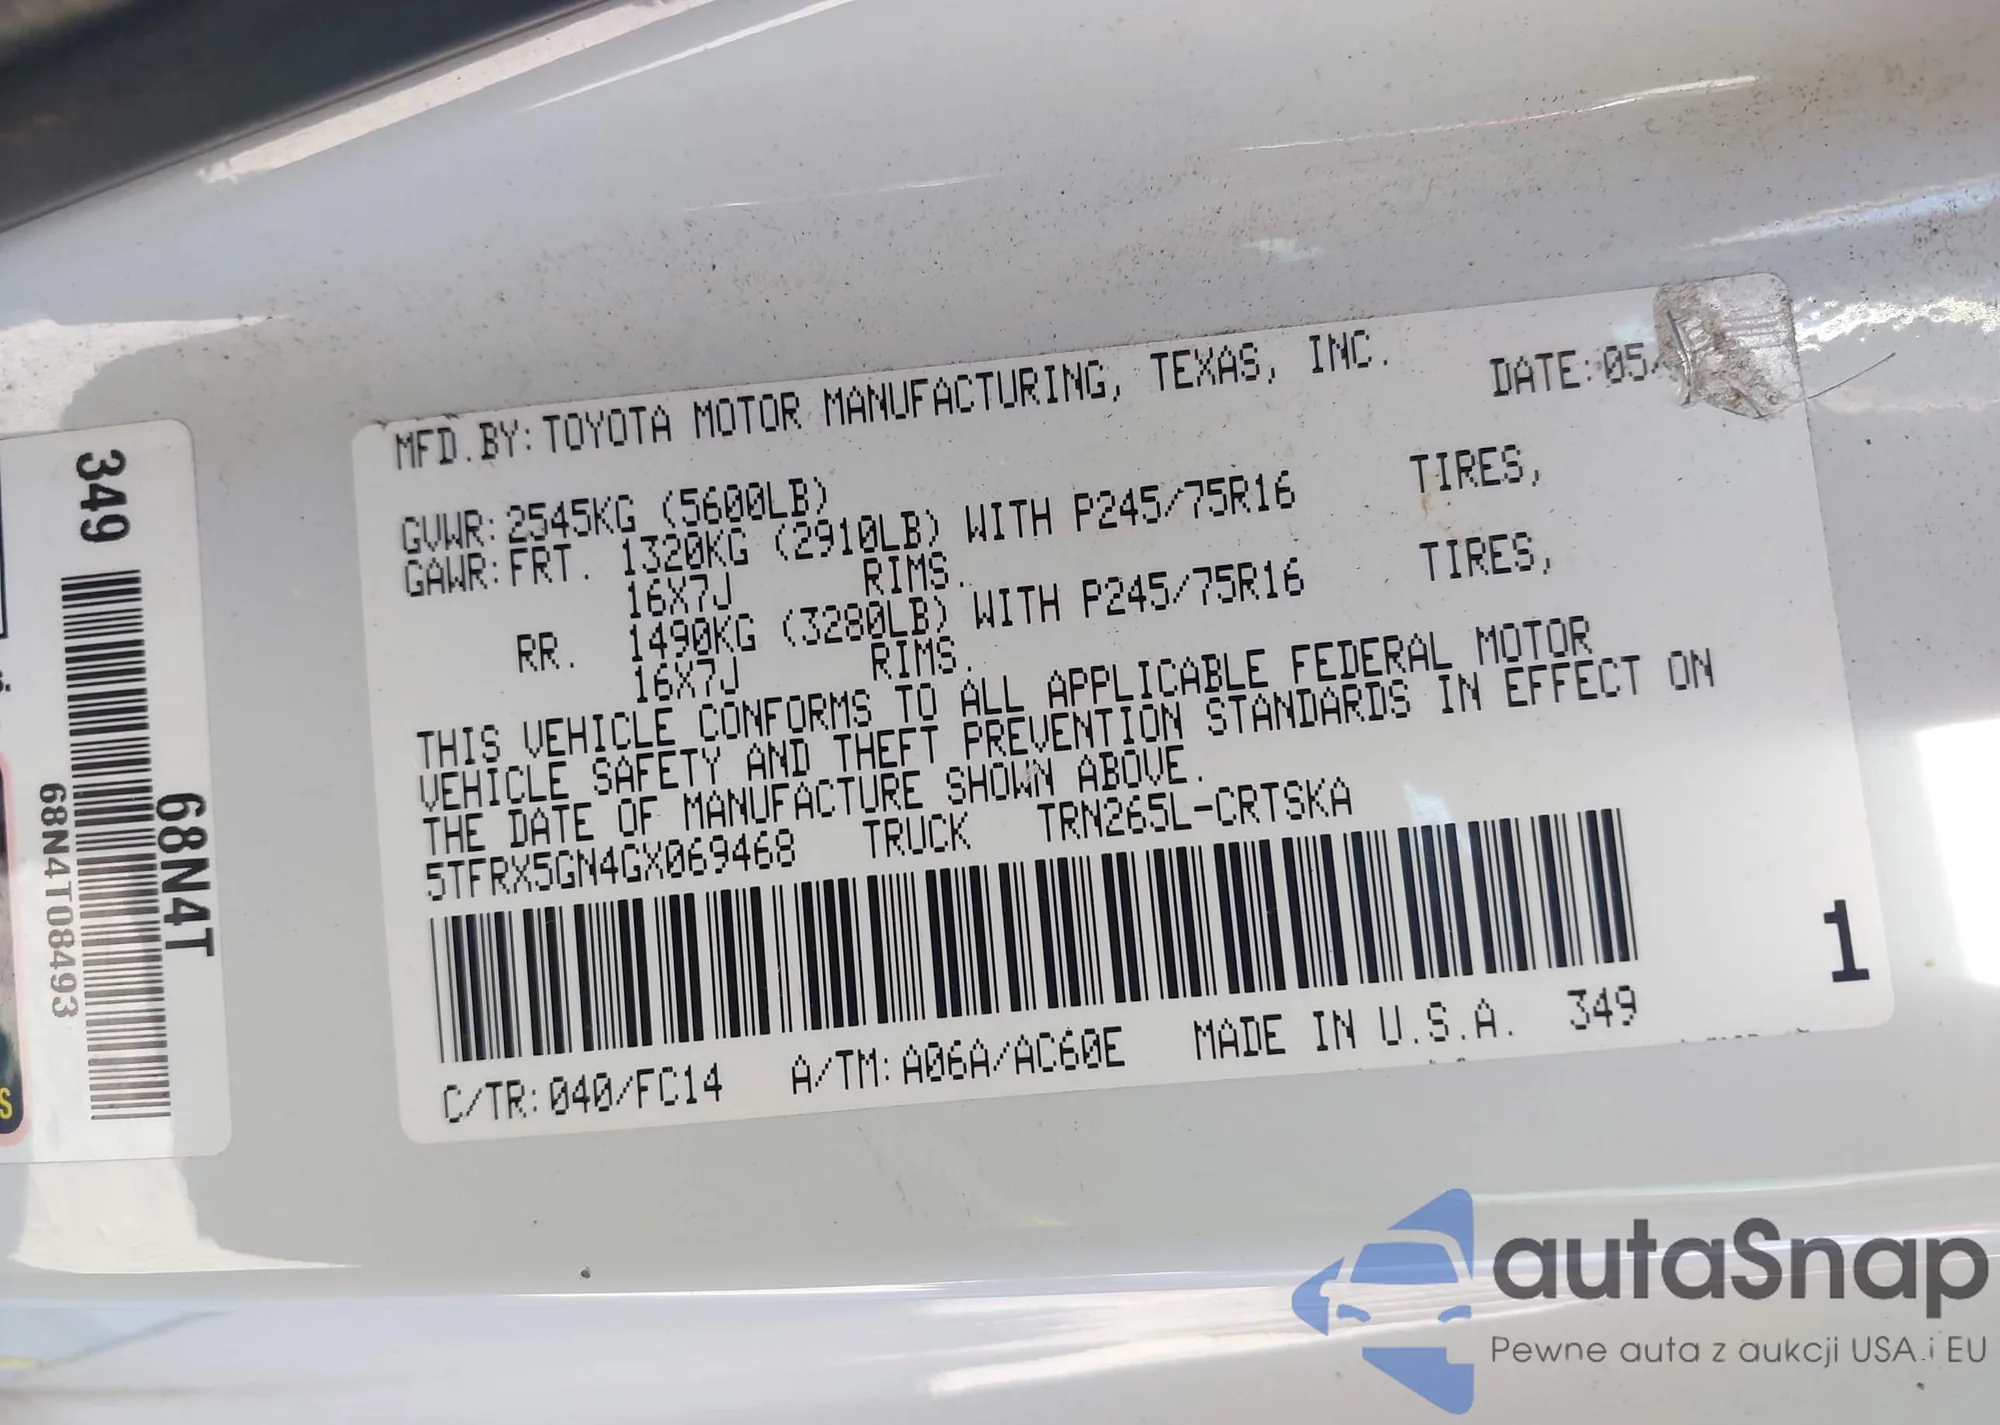 349
68N4T
68N4T08493
MFD.BY:TOYOTA MOTOR MANUFACTURING, TEXAS, INC. DATE:05/
GVWR:2545KG (5600LB)
GAWR:FRT. 1320KG (2910LB) WITH P245/75R16 TIRES,
16X7J RIMS.
RR. 1490KG (3280LB) WITH P245/75R16 TIRES,
16X7J RIMS.
THIS VEHICLE CONFORMS TO ALL APPLICABLE FEDERAL MOTOR
VEHICLE SAFETY AND THEFT PREVENTION STANDARDS IN EFFECT ON
THE DATE OF MANUFACTURE SHOWN ABOVE.
5TFRX5GN4GX069468 TRUCK TRN265L-CRTSKA
1
C/TR:040/FC14 A/TM:A06A/AC60E MADE IN U.S.A. 349
S
autaSnap
Pewne auta z aukcji USA i EU